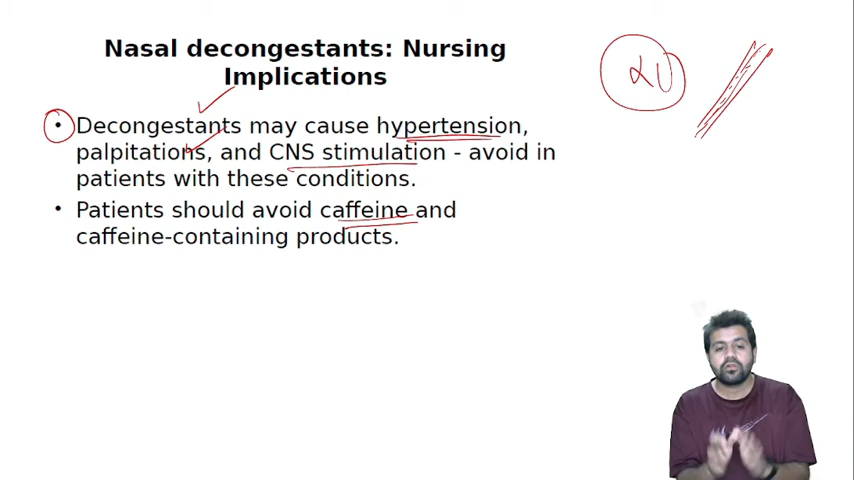 Nasal decongestants: Nursing
Implications
• Decongestants may cause hypertension,
palpitations, and CNS stimulation - avoid in
patients with these conditions.
• Patients should avoid caffeine and
caffeine-containing products.